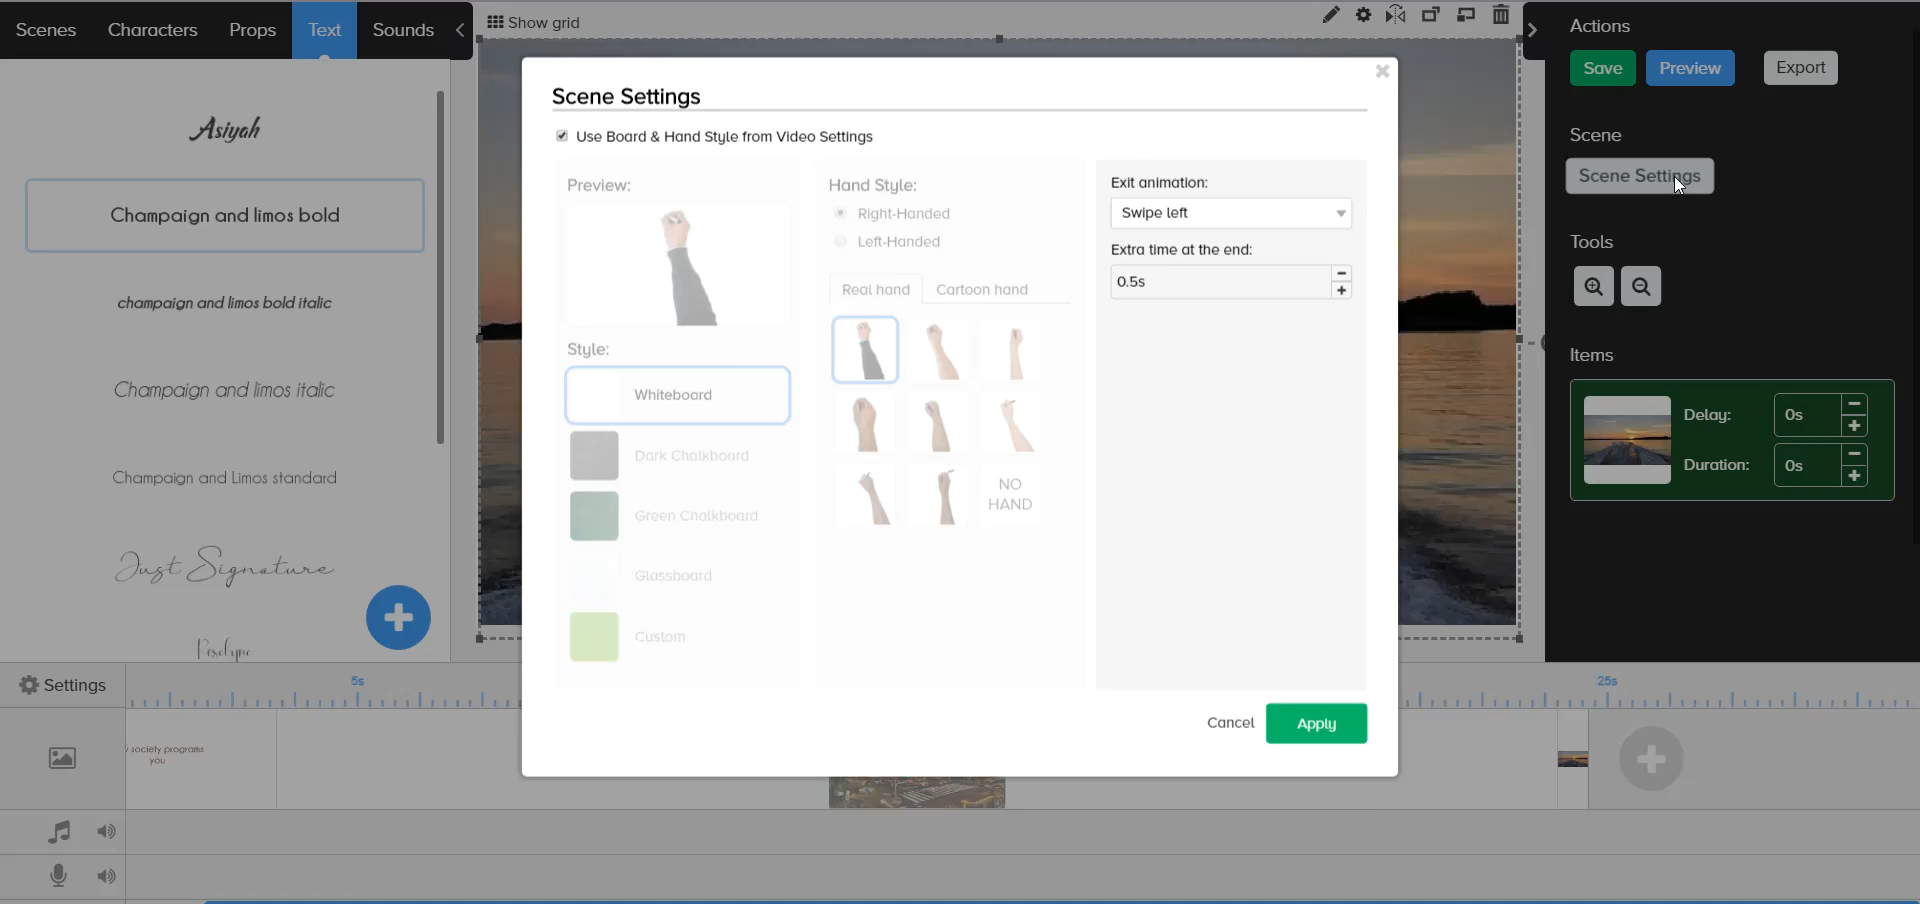 Scenes Characters Props Text Sounds
Show grid
Actions
Save Preview Export
Scene
Scene Settings
Tools
Items
Delay: 0s
Duration: 0s
Asiyah
Champaign and limos bold
champaign and limos bold italic
Champaign and limos italic
Champaign and Limos standard
Just Signature
Scene Settings
Use Board & Hand Style from Video Settings
Preview:
Style:
Whiteboard
Dark Chalkboard
Green Chalkboard
Glassboard
Custom
Hand Style:
Right-Handed
Left-Handed
Real hand Cartoon hand
NO
HAND
Exit animation:
Swipe left
Extra time at the end:
0.5s
Cancel Apply
Settings
5s 25s
society programs
you